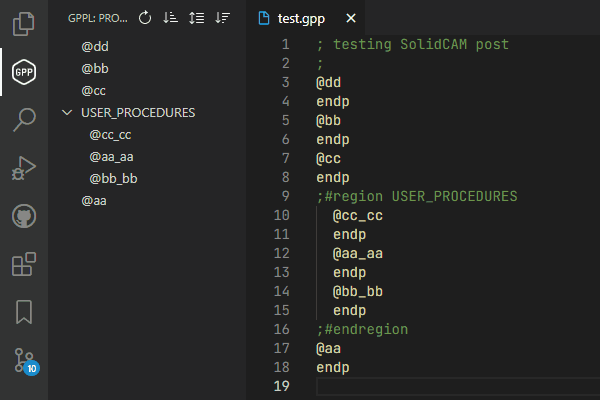 GPPL: PRO...
GPP
@dd
@bb
@cc
USER_PROCEDURES
@cc_cc
@aa_aa
@bb_bb
@aa
10
test.gpp
1 ; testing SolidCAM post
2 ;
3 @dd
4 endp
5 @bb
6 endp
7 @cc
8 endp
9 ;#region USER_PROCEDURES
10 @cc_cc
11 endp
12 @aa_aa
13 endp
14 @bb_bb
15 endp
16 ;#endregion
17 @aa
18 endp
19